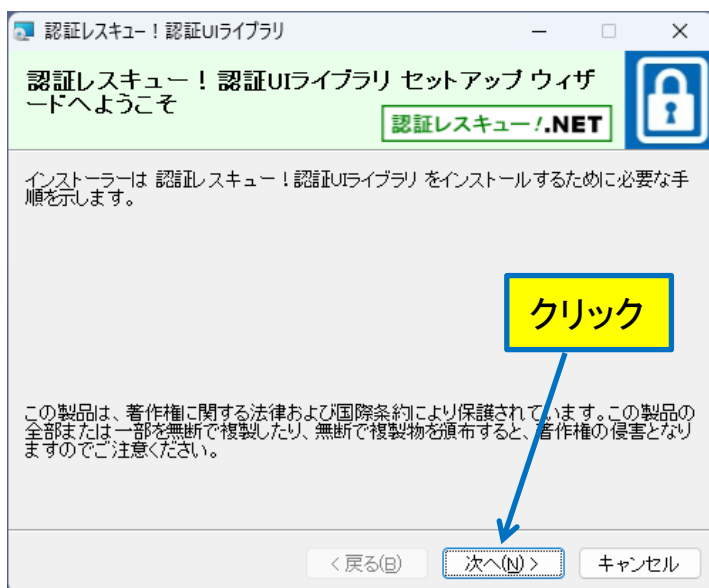 認証レスキュー！認証UIライブラリ
認証レスキュー！認証UIライブラリ セットアップ ウィザ
ードへようこそ
認証レスキュー!.NET
インストーラーは 認証レスキュー！認証UIライブラリ をインストールするために必要な手
順を示します。
クリック
この製品は、著作権に関する法律および国際条約により保護されています。この製品の
全部または一部を無断で複製したり、無断で複製物を頒布すると、著作権の侵害となり
ますのでご注意ください。
< 戻る(B)
次へ(N) >
キャンセル